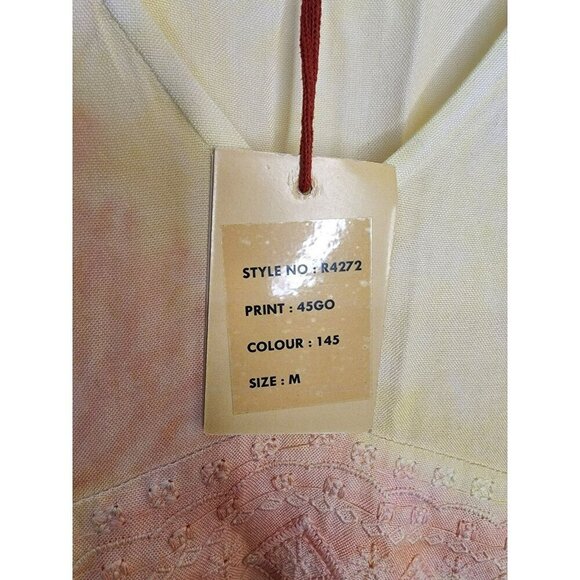 STYLE NO : R4272
PRINT : 45GO
COLOUR : 145
SIZE : M